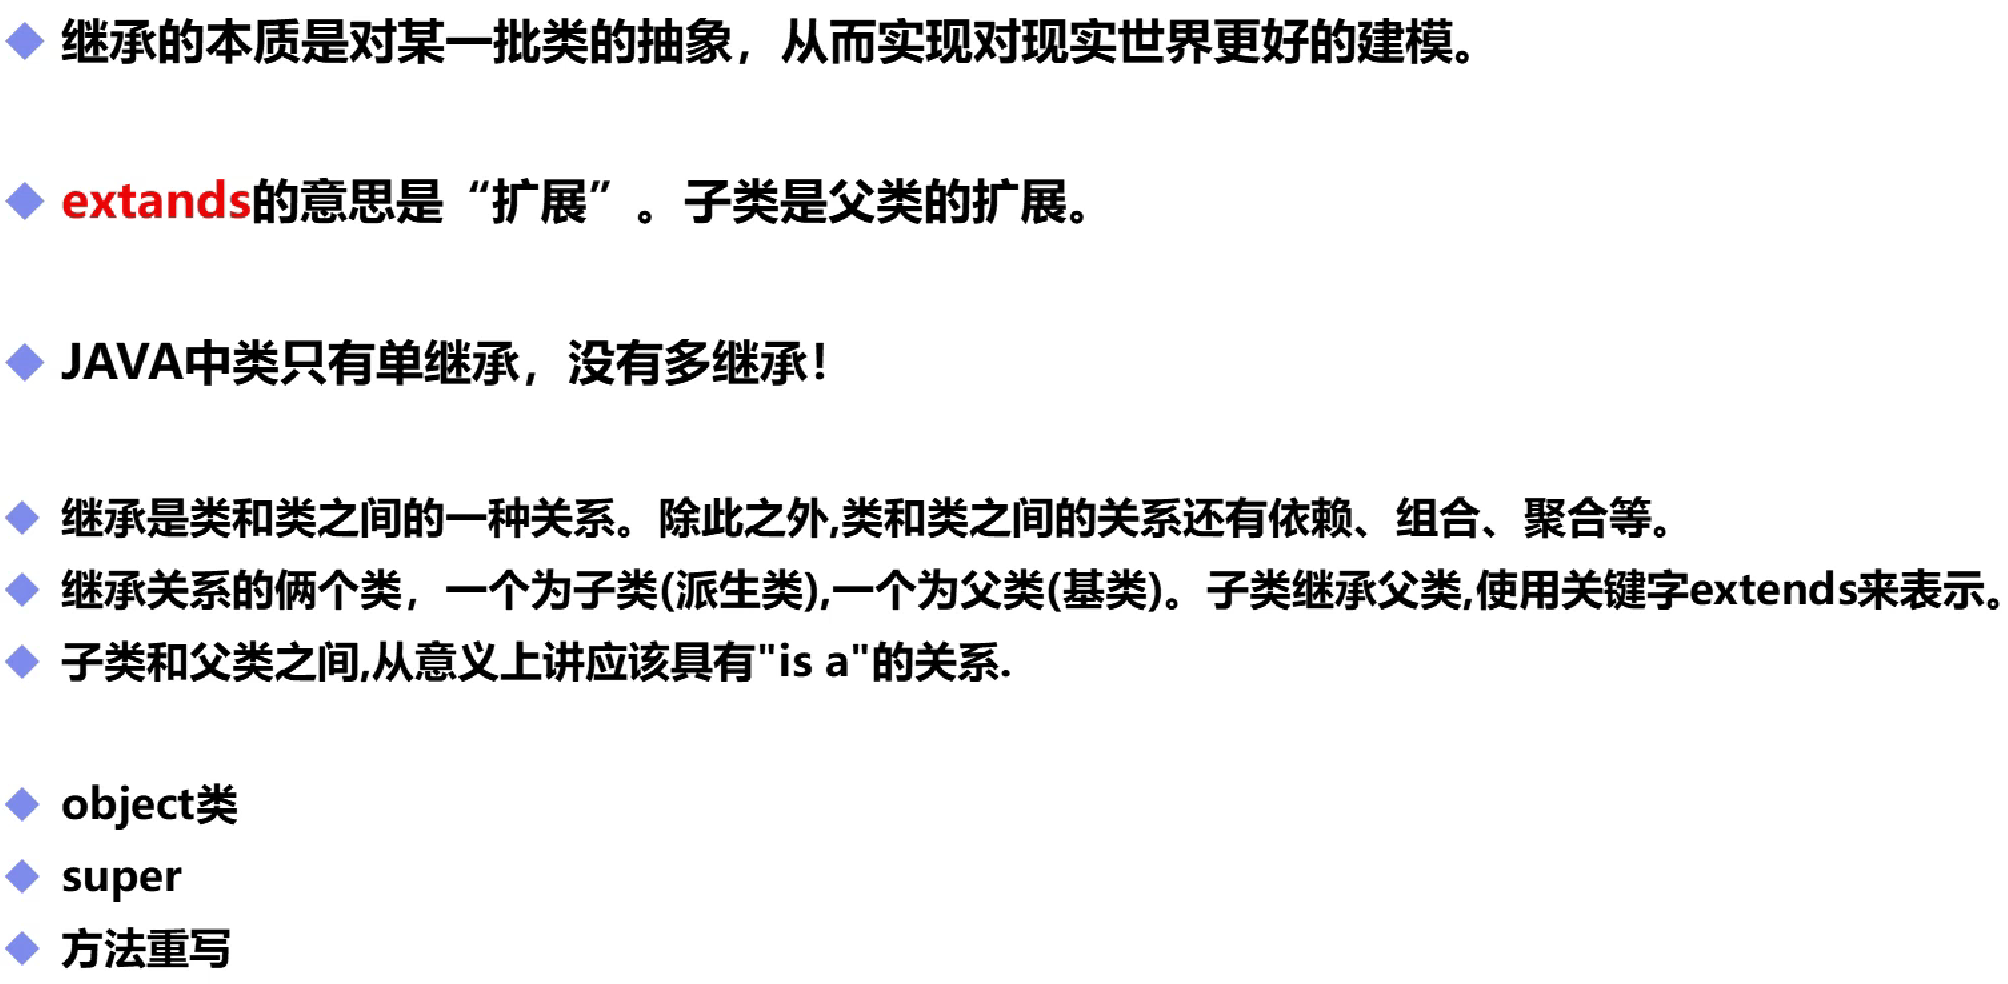 继承的本质是对某一批类的抽象，从而实现对现实世界更好的建模。
extands的意思是“扩展”。子类是父类的扩展。
JAVA中类只有单继承，没有多继承！
继承是类和类之间的一种关系。除此之外,类和类之间的关系还有依赖、组合、聚合等。
继承关系的俩个类，一个为子类(派生类),一个为父类(基类)。子类继承父类,使用关键字extends来表示。
子类和父类之间,从意义上讲应该具有"is a"的关系.
object类
super
方法重写